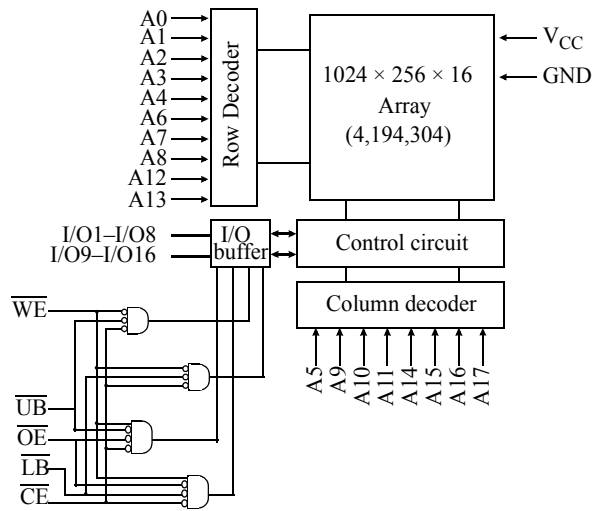 A0
A1
A2
A3
A4
A6
A7
A8
A12
A13
Row Decoder
1024 × 256 × 16
Array
(4,194,304)
VCC
GND
I/O1–I/O8
I/O9–I/O16
I/O
buffer
Control circuit
Column decoder
A5
A9
A10
A11
A14
A15
A16
A17
WE
UB
OE
LB
CE